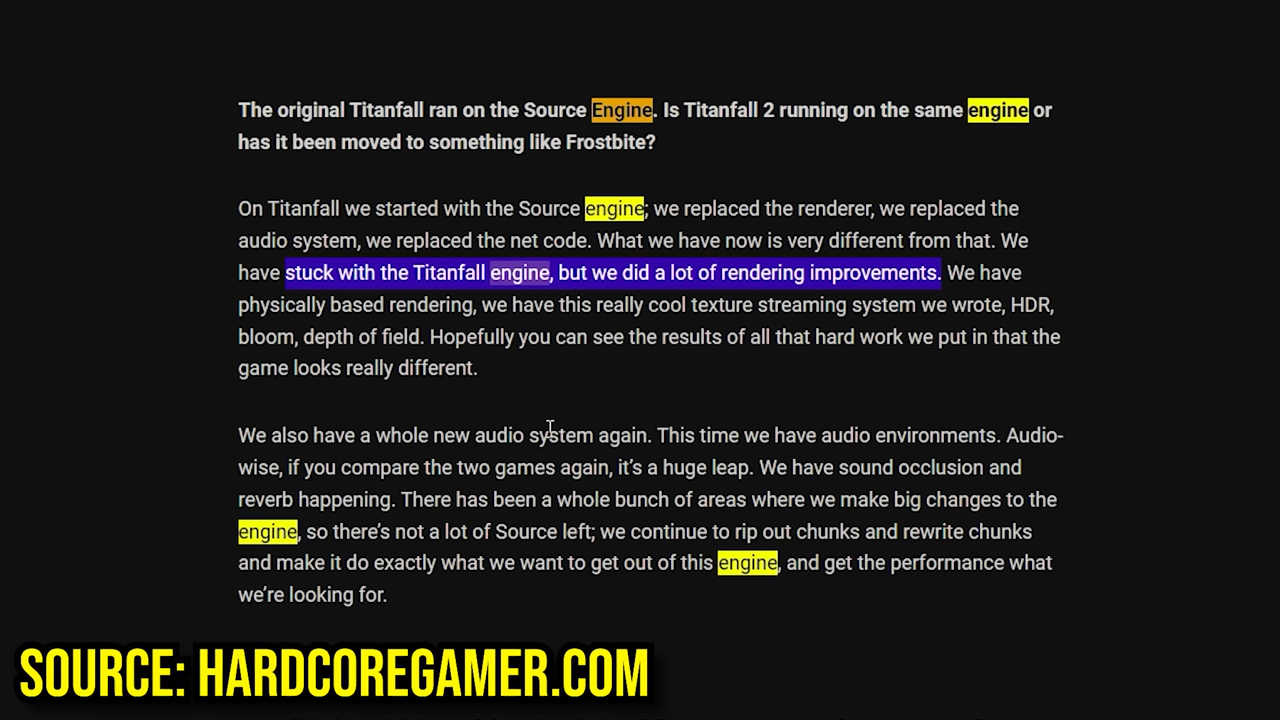 The original Titanfall ran on the Source Engine. Is Titanfall 2 running on the same engine or
has it been moved to something like Frostbite?
On Titanfall we started with the Source engine; we replaced the renderer, we replaced the
audio system, we replaced the net code. What we have now is very different from that. We
have stuck with the Titanfall engine, but we did a lot of rendering improvements. We have
physically based rendering, we have this really cool texture streaming system we wrote, HDR,
bloom, depth of field. Hopefully you can see the results of all that hard work we put in that the
game looks really different.
We also have a whole new audio system again. This time we have audio environments. Audio-
wise, if you compare the two games again, it’s a huge leap. We have sound occlusion and
reverb happening. There has been a whole bunch of areas where we make big changes to the
engine, so there’s not a lot of Source left; we continue to rip out chunks and rewrite chunks
and make it do exactly what we want to get out of this engine, and get the performance what
we’re looking for.
SOURCE: HARDCOREGAMER.COM